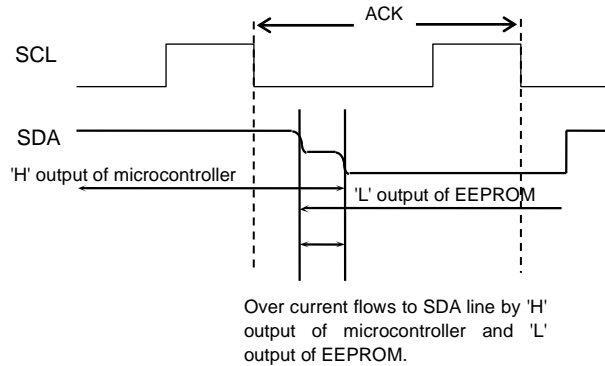 ACK
SCL
SDA
'H' output of microcontroller
'L' output of EEPROM
Over current flows to SDA line by 'H'
output of microcontroller and 'L'
output of EEPROM.